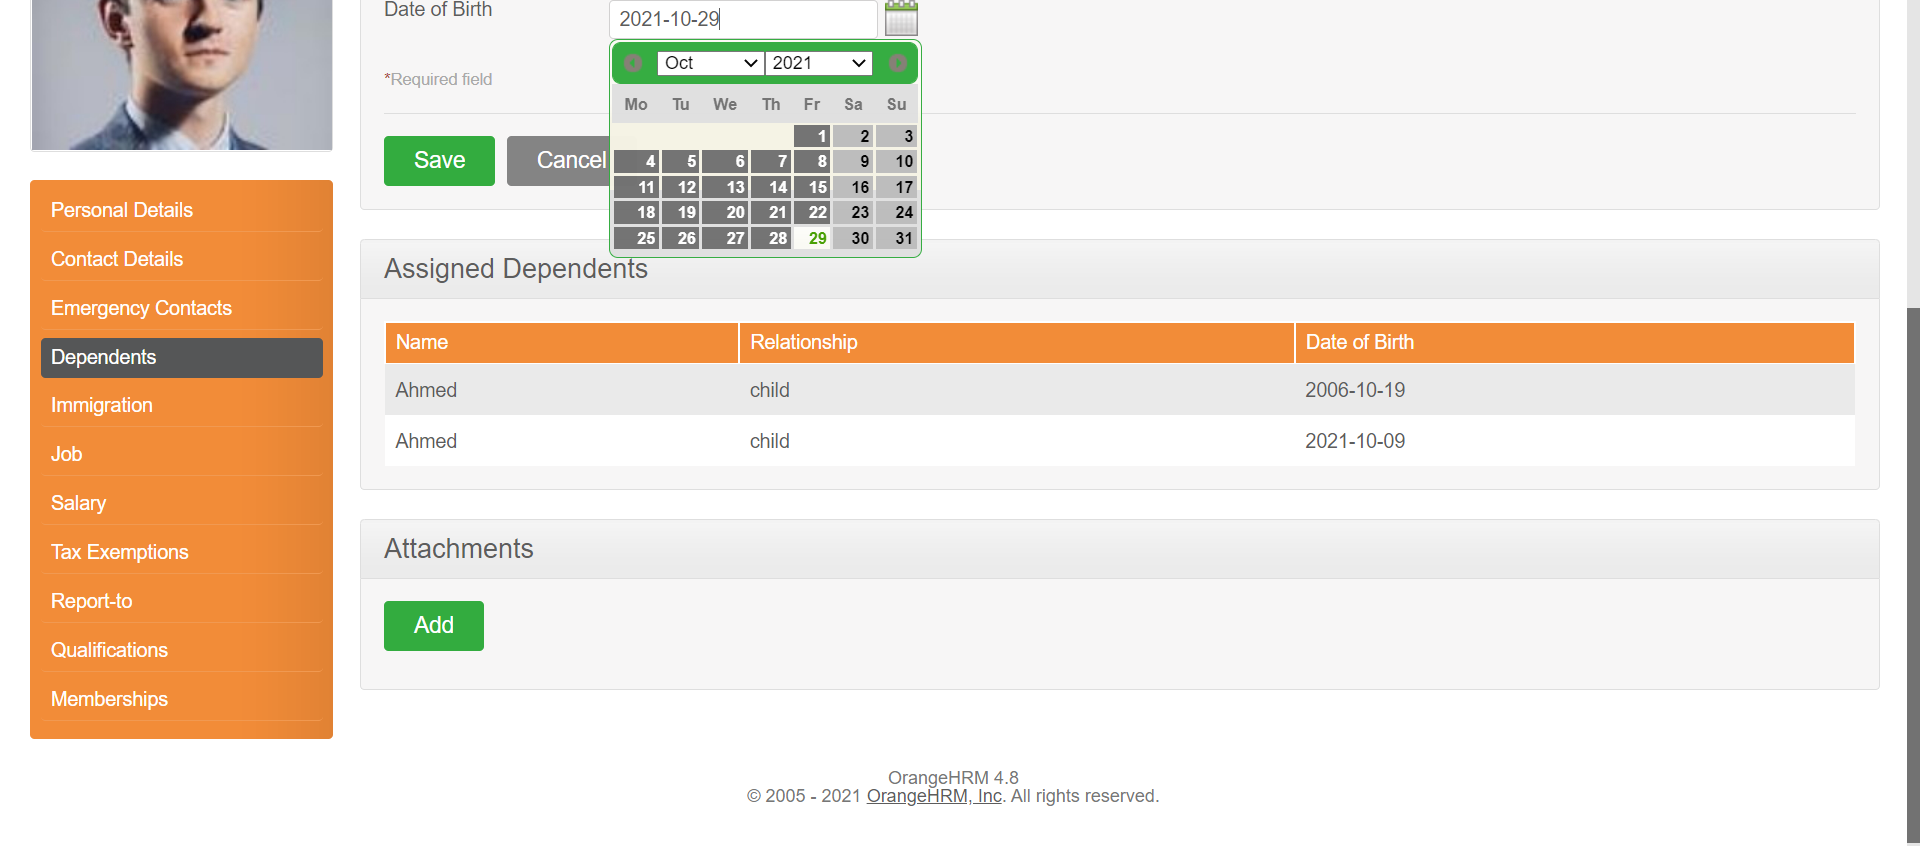 Date of Birth
2021-10-29
Oct 2021
*Required field
Mo Tu We Th Fr Sa Su
1 2 3
Save Cancel
4 5 6 7 8 9 10
11 12 13 14 15 16 17
18 19 20 21 22 23 24
25 26 27 28 29 30 31
Personal Details
Contact Details
Emergency Contacts
Dependents
Immigration
Job
Salary
Tax Exemptions
Report-to
Qualifications
Memberships
Assigned Dependents
Name Relationship Date of Birth
Ahmed child 2006-10-19
Ahmed child 2021-10-09
Attachments
Add
OrangeHRM 4.8
© 2005 - 2021 OrangeHRM, Inc. All rights reserved.